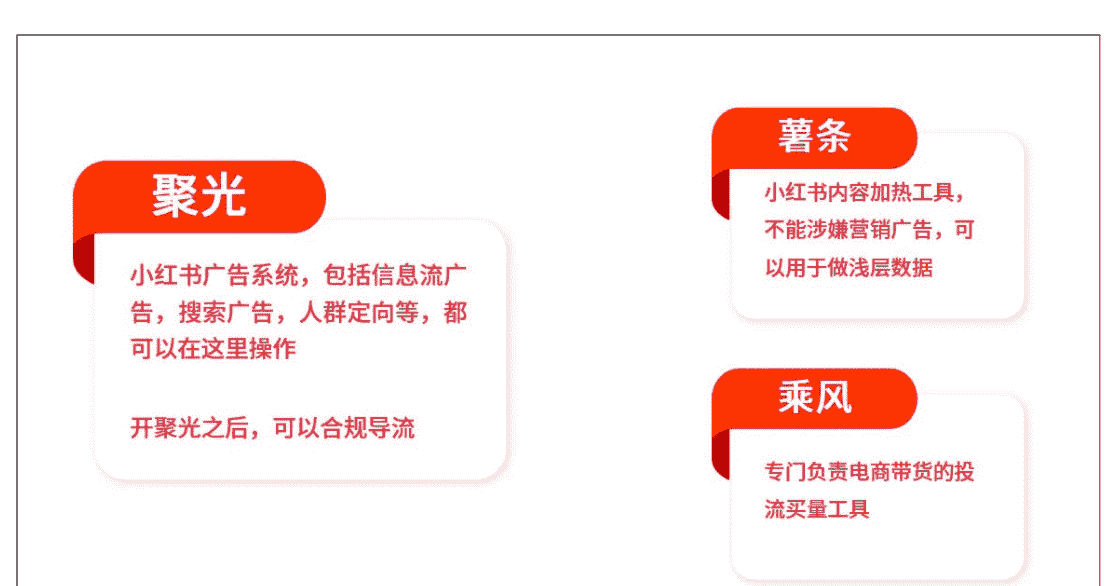 聚光
小红书广告系统，包括信息流广
告，搜索广告，人群定向等，都
可以在这里操作
开聚光之后，可以合规导流
薯条
小红书内容加热工具，
不能涉嫌营销广告，可
以用于做浅层数据
乘风
专门负责电商带货的投
流买量工具